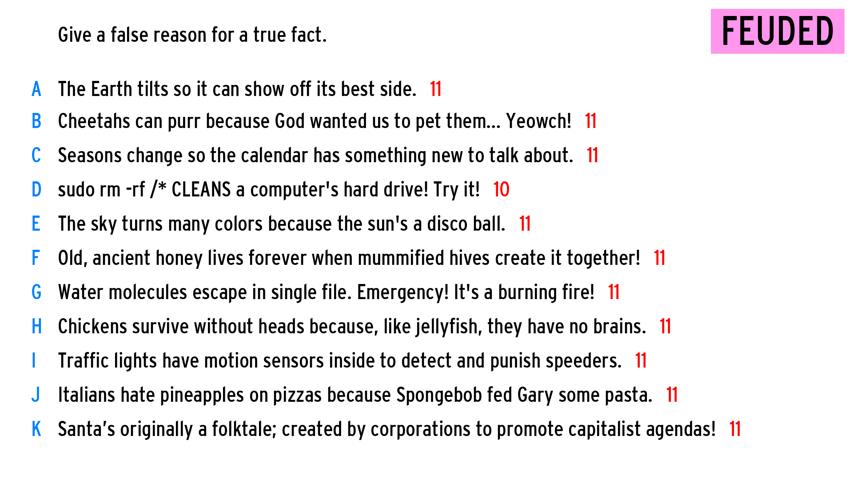 Give a false reason for a true fact.
FEUDED
A The Earth tilts so it can show off its best side. 11
B Cheetahs can purr because God wanted us to pet them... Yeowch! 11
C Seasons change so the calendar has something new to talk about. 11
D sudo rm -rf /* CLEANS a computer's hard drive! Try it! 10
E The sky turns many colors because the sun's a disco ball. 11
F Old, ancient honey lives forever when mummified hives create it together! 11
G Water molecules escape in single file. Emergency! It's a burning fire! 11
H Chickens survive without heads because, like jellyfish, they have no brains. 11
I Traffic lights have motion sensors inside to detect and punish speeders. 11
J Italians hate pineapples on pizzas because Spongebob fed Gary some pasta. 11
K Santa’s originally a folktale; created by corporations to promote capitalist agendas! 11